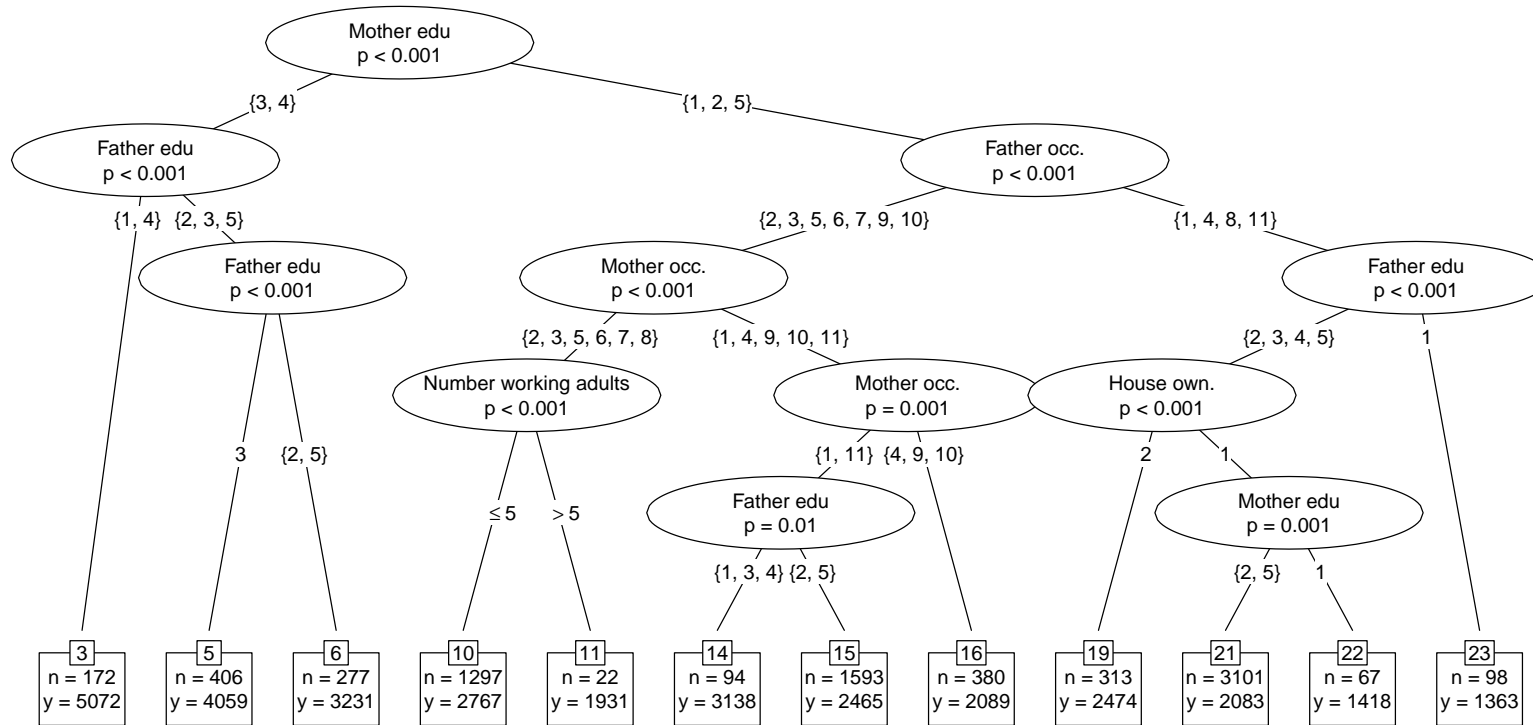 Mother edu
p < 0.001
{3, 4}
{1, 2, 5}
Father edu
p < 0.001
Father occ.
p < 0.001
{1, 4}
{2, 3, 5}
{2, 3, 5, 6, 7, 9, 10}
{1, 4, 8, 11}
Father edu
p < 0.001
Mother occ.
p < 0.001
Father edu
p < 0.001
{2, 3, 5, 6, 7, 8}
{1, 4, 9, 10, 11}
{2, 3, 4, 5}
1
Number working adults
p < 0.001
Mother occ.
p = 0.001
House own.
p < 0.001
3
{2, 5}
{1, 11}
{4, 9, 10}
2
1
≤ 5
> 5
Father edu
p = 0.01
Mother edu
p = 0.001
{1, 3, 4}
{2, 5}
{2, 5}
1
3
n = 172
y = 5072
5
n = 406
y = 4059
6
n = 277
y = 3231
10
n = 1297
y = 2767
11
n = 22
y = 1931
14
n = 94
y = 3138
15
n = 1593
y = 2465
16
n = 380
y = 2089
19
n = 313
y = 2474
21
n = 3101
y = 2083
22
n = 67
y = 1418
23
n = 98
y = 1363